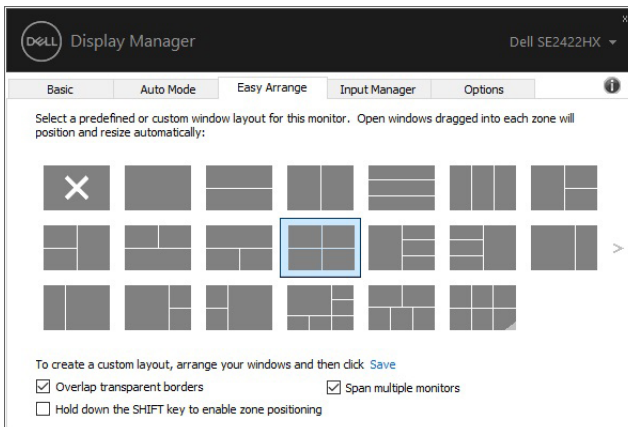 x
DELL Display Manager Dell SE2422HX
Basic Auto Mode Easy Arrange Input Manager Options i
Select a predefined or custom window layout for this monitor. Open windows dragged into each zone will
position and resize automatically:
To create a custom layout, arrange your windows and then click Save
Overlap transparent borders Span multiple monitors
Hold down the SHIFT key to enable zone positioning